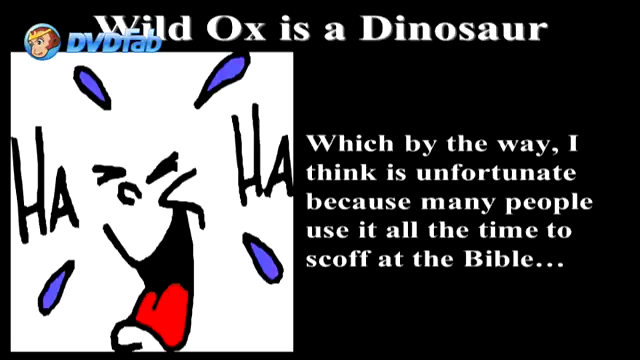 Wild Ox is a Dinosaur
DVDFab
HA
HA
Which by the way, I
think is unfortunate
because many people
use it all the time to
scoff at the Bible...